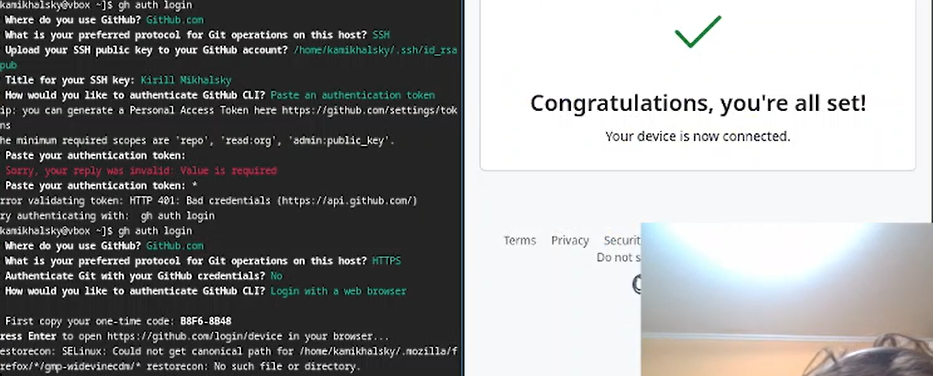 kamikhalsky@vbox ~]$ gh auth login
Where do you use GitHub? GitHub.com
What is your preferred protocol for Git operations on this host? SSH
Upload your SSH public key to your GitHub account? /home/kamikhalsky/.ssh/id_rsa
pub
Title for your SSH key: Kirill Mikhalsky
How would you like to authenticate GitHub CLI? Paste an authentication token
ip: you can generate a Personal Access Token here https://github.com/settings/tok
ns
he minimum required scopes are 'repo', 'read:org', 'admin:public_key'.
Paste your authentication token:
Sorry, your reply was invalid: Value is required
Paste your authentication token: *
rror validating token: HTTP 401: Bad credentials (https://api.github.com/)
ry authenticating with:  gh auth login
kamikhalsky@vbox ~]$ gh auth login
Where do you use GitHub? GitHub.com
What is your preferred protocol for Git operations on this host? HTTPS
Authenticate Git with your GitHub credentials? No
How would you like to authenticate GitHub CLI? Login with a web browser
First copy your one-time code: B8F6-8B48
ress Enter to open https://github.com/login/device in your browser...
estorecon: SELinux: Could not get canonical path for /home/kamikhalsky/.mozilla/f
refox/*/gmp-widevinecdm/* restorecon: No such file or directory.
Congratulations, you're all set!
Your device is now connected.
Terms Privacy Securit
Do not s